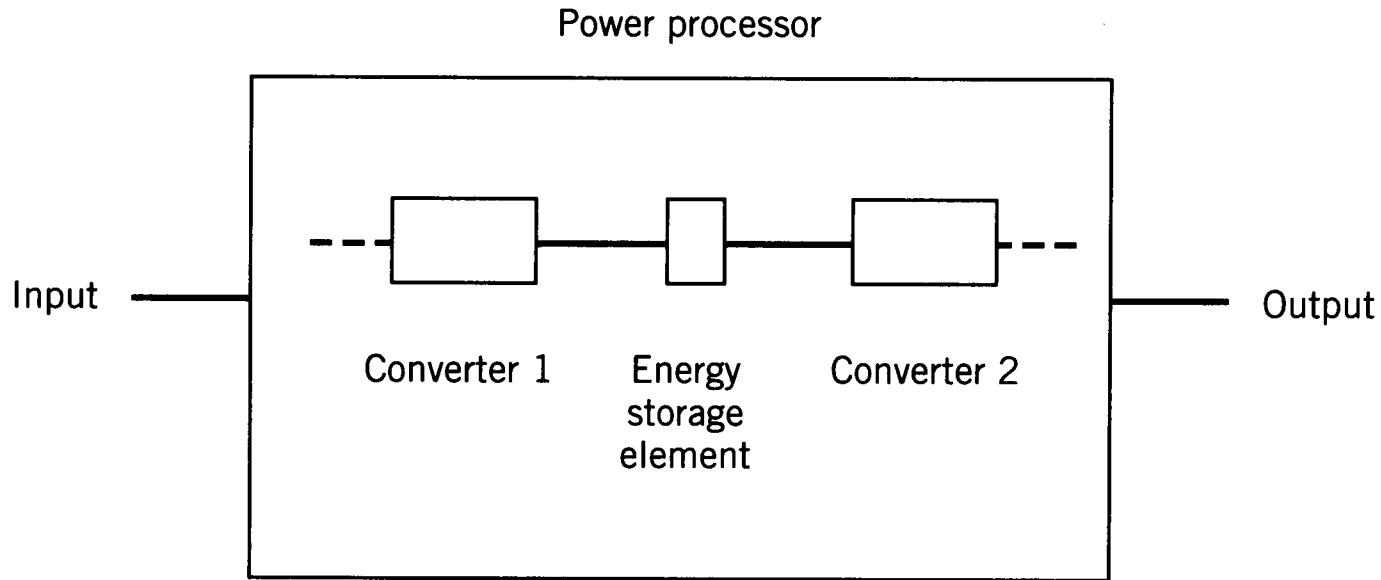 Power processor
Input
Output
Converter 1
Energy
storage
element
Converter 2